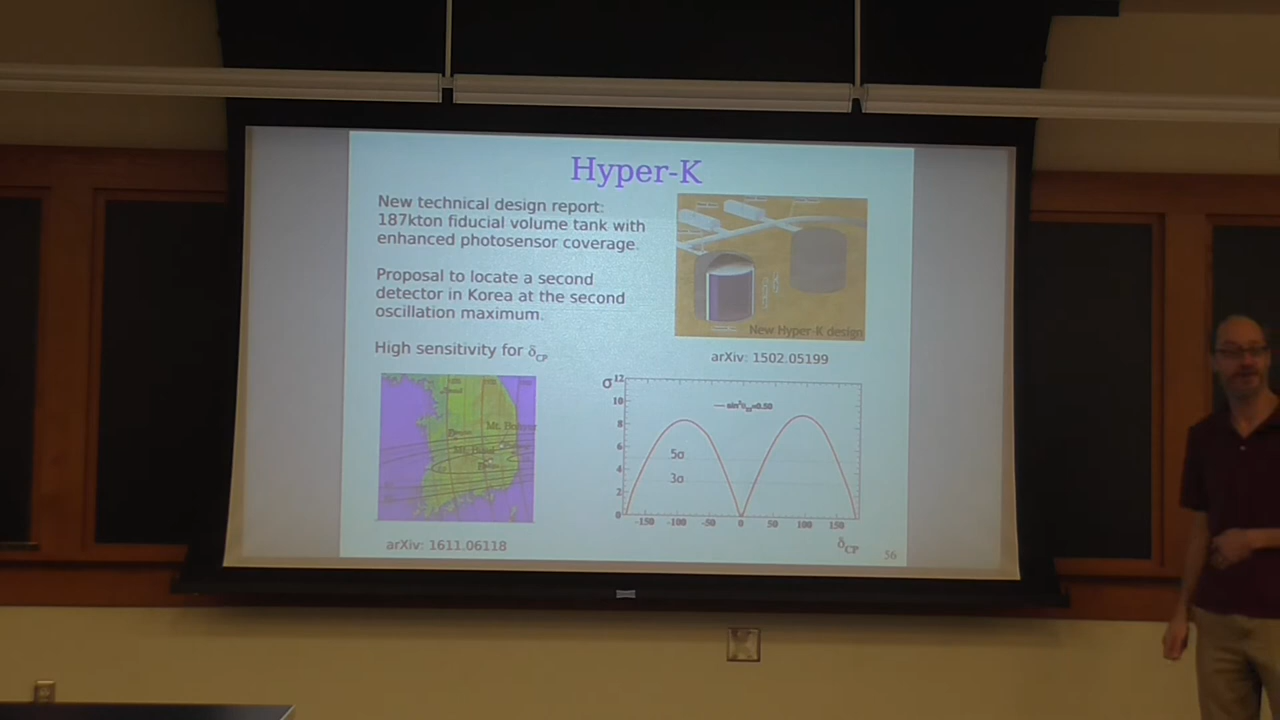 Hyper-K
New technical design report:
187kton fiducial volume tank with
enhanced photosensor coverage.
Proposal to locate a second
detector in Korea at the second
oscillation maximum.
High sensitivity for δCP
New Hyper-K design
arXiv: 1502.05199
Mt.
arXiv: 1611.06118
σ
12
10
8
6
4
2
0
5σ
3σ
-150 -100 -50 0 50 100 150
δCP
56